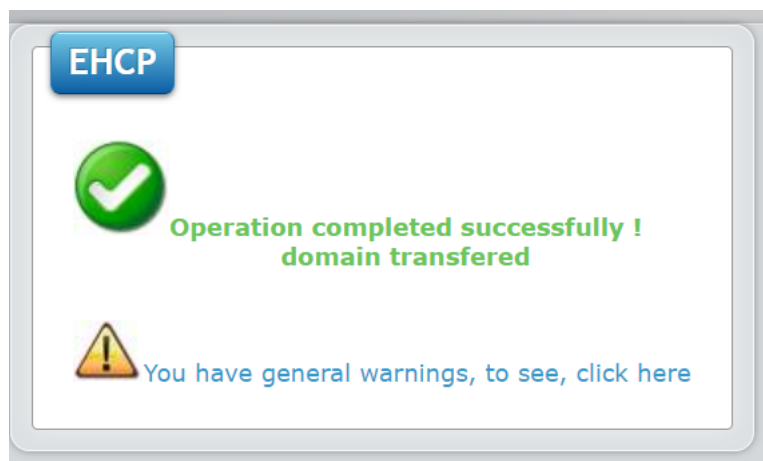 EHCP
Operation completed successfully !
domain transfered
You have general warnings, to see, click here